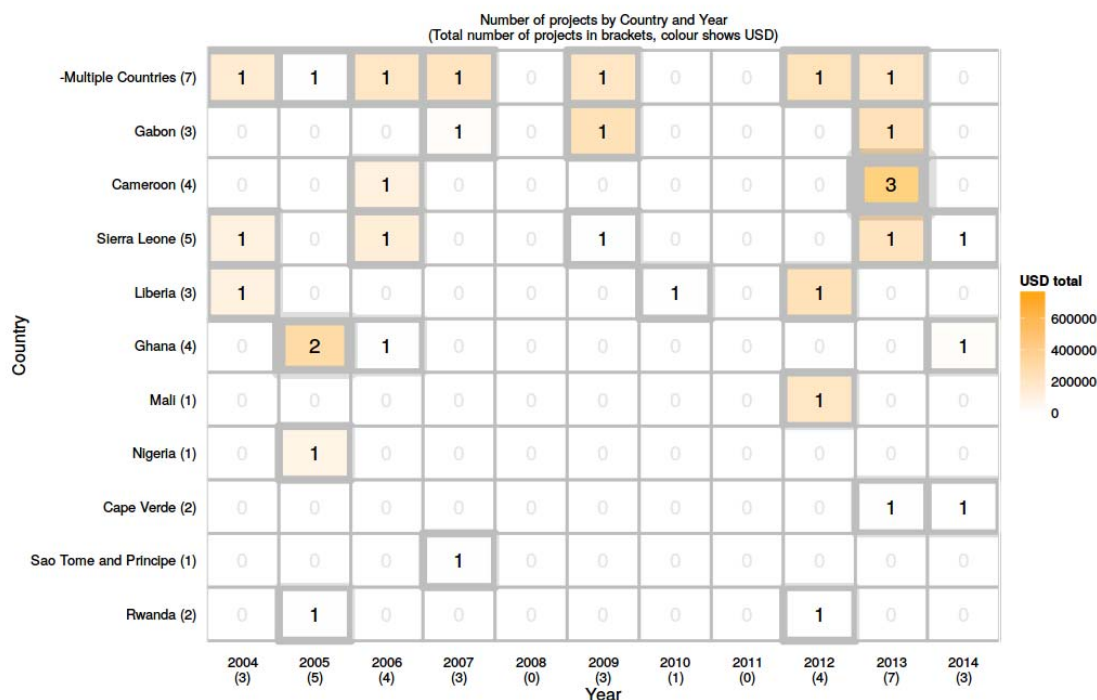 Number of projects by Country and Year
(Total number of projects in brackets, colour shows USD)
-Multiple Countries (7) 1 1 1 1 0 1 0 0 1 1 0
Gabon (3) 0 0 0 1 0 1 0 0 0 1 0
Cameroon (4) 0 0 1 0 0 0 0 0 0 3 0
Sierra Leone (5) 1 0 1 0 0 1 0 0 0 1 1
Liberia (3) 1 0 0 0 0 0 1 0 1 0 0
Ghana (4) 0 2 1 0 0 0 0 0 0 0 1
Mali (1) 0 0 0 0 0 0 0 0 1 0 0
Nigeria (1) 0 1 0 0 0 0 0 0 0 0 0
Cape Verde (2) 0 0 0 0 0 0 0 0 0 1 1
Sao Tome and Principe (1) 0 0 0 1 0 0 0 0 0 0 0
Rwanda (2) 0 1 0 0 0 0 0 0 1 0 0
2004 2005 2006 2007 2008 2009 2010 2011 2012 2013 2014
(3) (5) (4) (3) (0) (3) (1) (0) (4) (7) (4)
Year
Country
USD total
600000
400000
200000
0